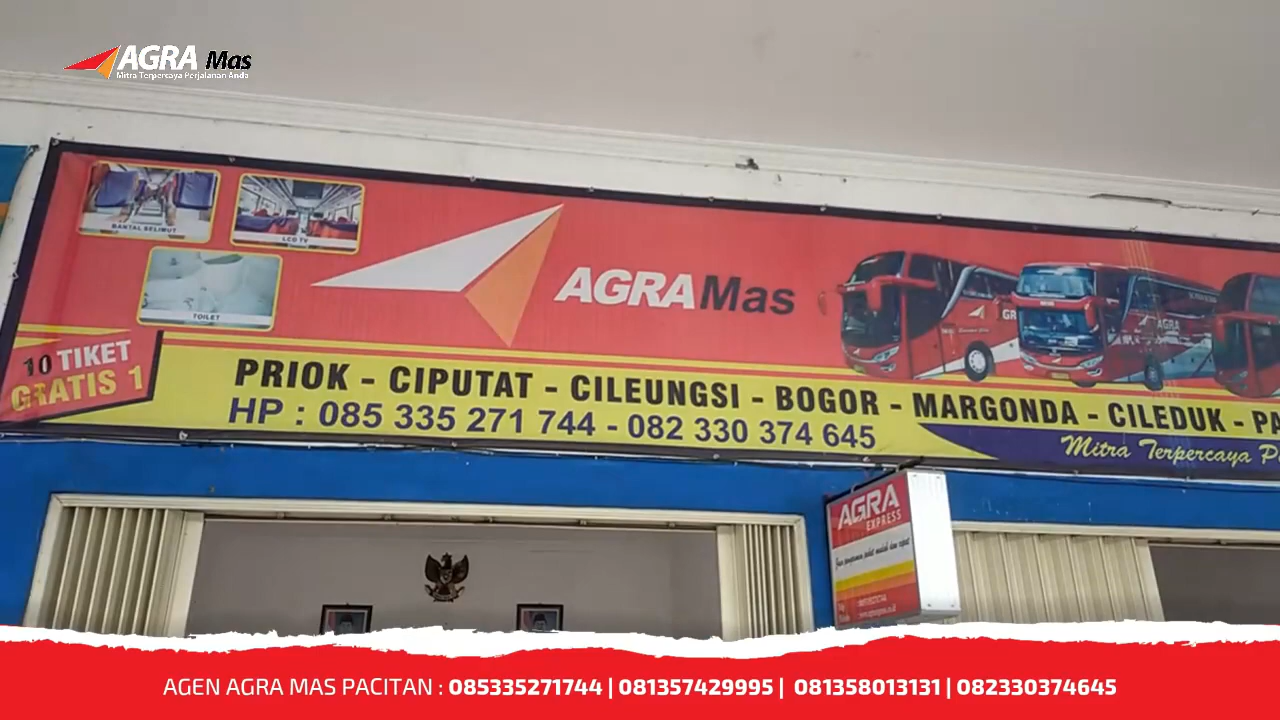 AGRA Mas
Mitra Terpercaya Perjalanan Anda
BANTAL SELIMUT
LCD TV
TOILET
AGRA Mas
AGRA
10 TIKET
GRATIS 1
PRIOK - CIPUTAT - CILEUNGSI - BOGOR - MARGONDA - CILEDUK - PA
HP : 085 335 271 744 - 082 330 374 645
Mitra Terpercaya
AGRA
EXPRESS
AGEN AGRA MAS PACITAN : 085335271744 | 081357429995 | 081358013131 | 082330374645